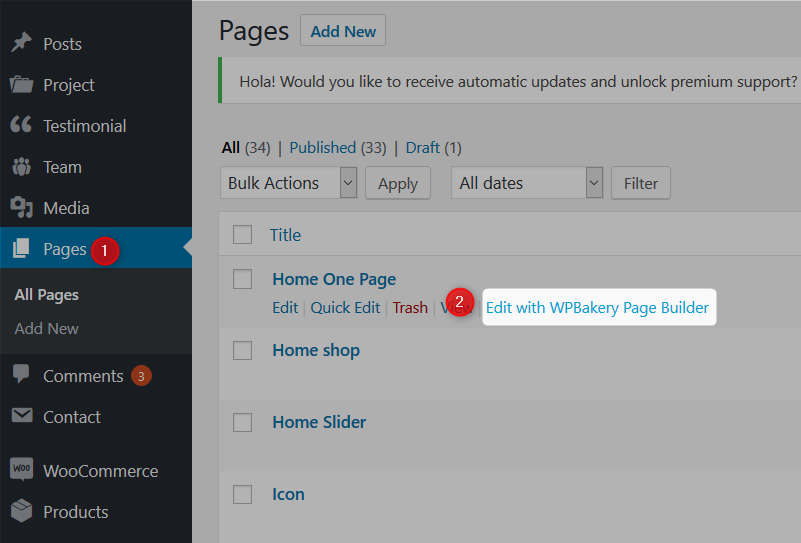 Posts
Project
Testimonial
Team
Media
Pages 1
All Pages
Add New
Comments 3
Contact
WOO WooCommerce
Products
Pages Add New
Hola! Would you like to receive automatic updates and unlock premium support?
All (34) | Published (33) | Draft (1)
Bulk Actions Apply All dates Filter
Title
Home One Page
Edit | Quick Edit | Trash | View 2 | Edit with WPBakery Page Builder
Home shop
Home Slider
Icon